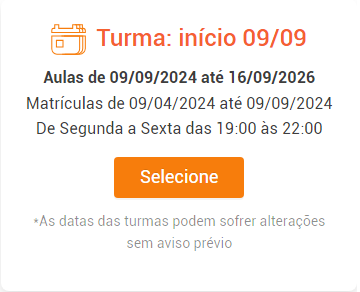 Turma: início 09/09
Aulas de 09/09/2024 até 16/09/2026
Matrículas de 09/04/2024 até 09/09/2024
De Segunda a Sexta das 19:00 às 22:00
Selecione
*As datas das turmas podem sofrer alterações
sem aviso prévio